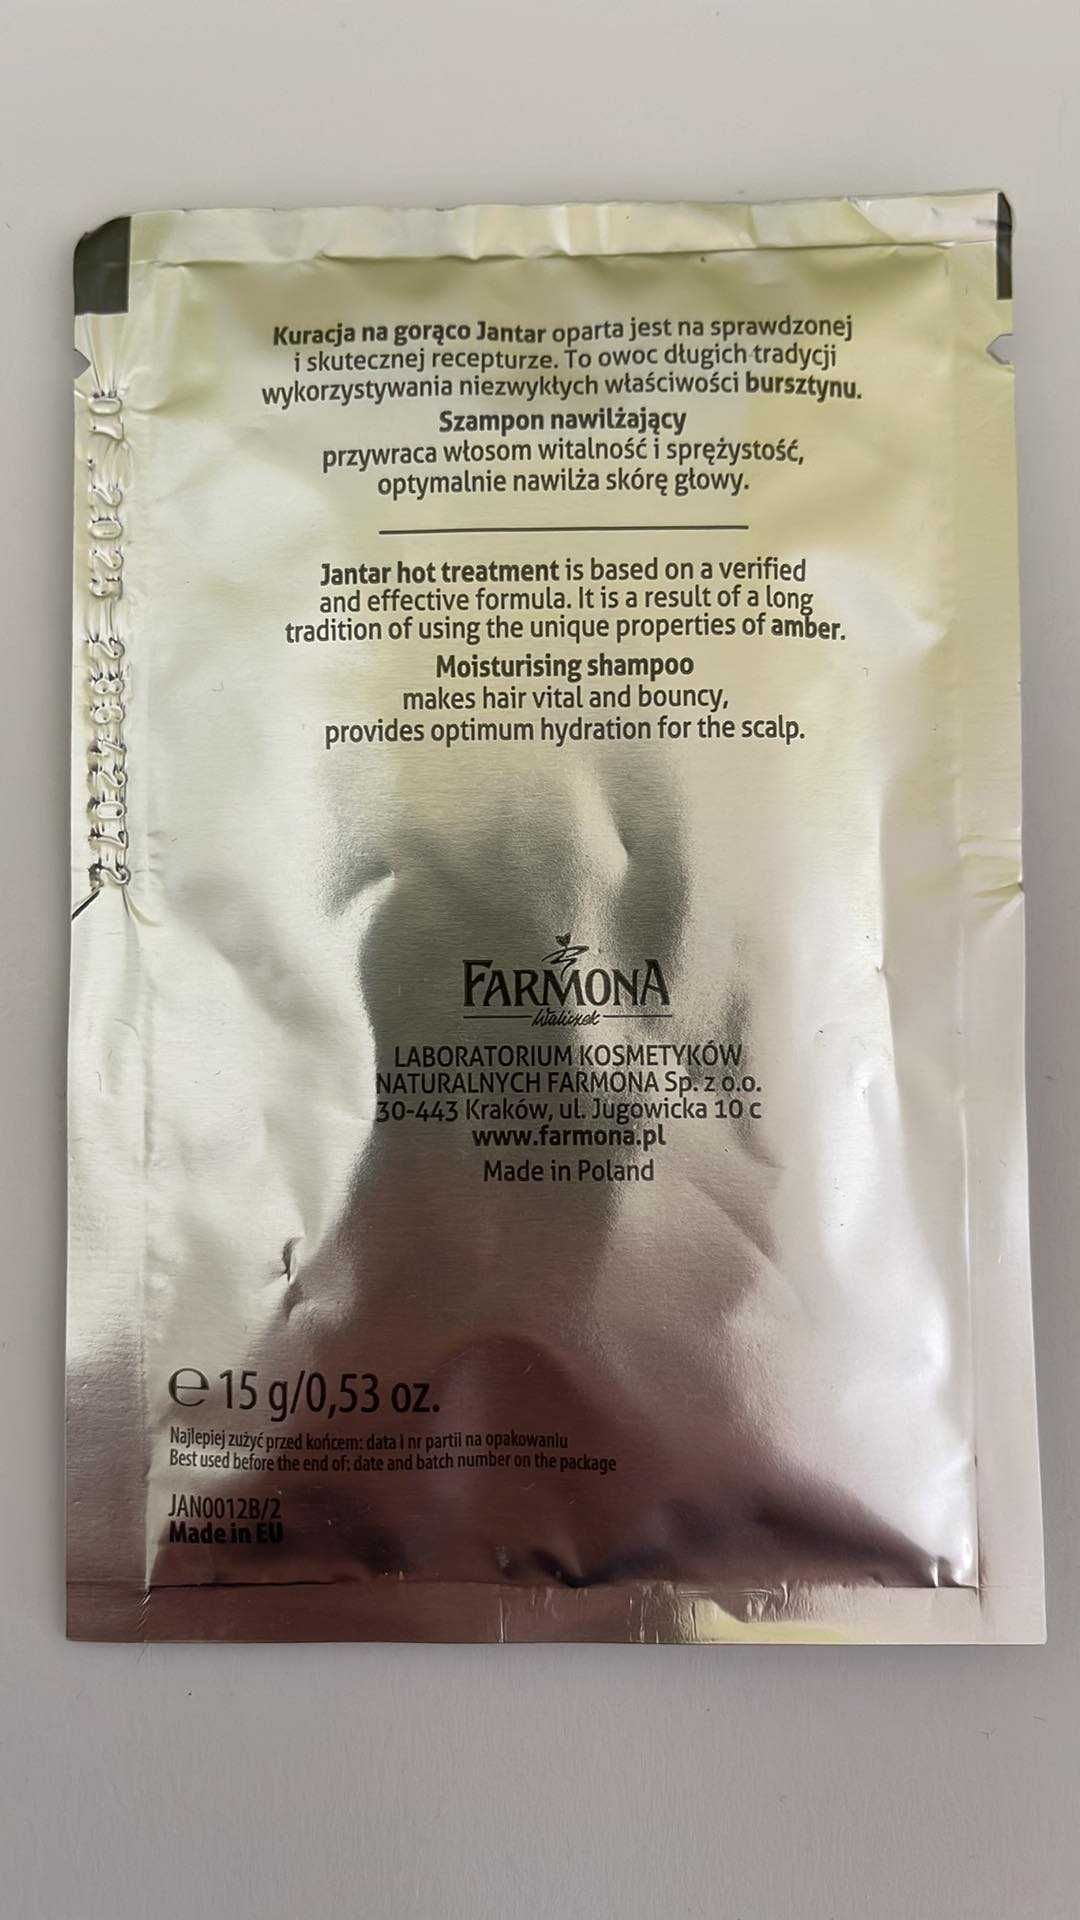 Kuracja na gorąco Jantar oparta jest na sprawdzonej
i skutecznej recepturze. To owoc długich tradycji
wykorzystywania niezwykłych właściwości bursztynu.
Szampon nawilżający
przywraca włosom witalność i sprężystość,
optymalnie nawilża skórę głowy.
Jantar hot treatment is based on a verified
and effective formula. It is a result of a long
tradition of using the unique properties of amber.
Moisturising shampoo
makes hair vital and bouncy,
provides optimum hydration for the scalp.
FARMONA
LABORATORIUM KOSMETYKÓW
NATURALNYCH FARMONA Sp. z o.o.
30-443 Kraków, ul. Jugowicka 10 c
www.farmona.pl
Made in Poland
e 15 g/0,53 oz.
Najlepiej zużyć przed końcem: data i nr partii na opakowaniu
Best used before the end of: date and batch number on the package
JAN0012B/2
Made in EU
07.2025